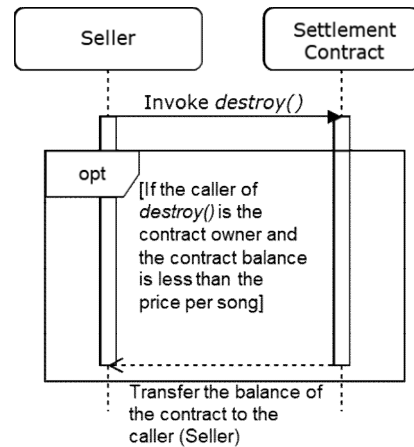 Seller
Settlement
Contract
Invoke destroy()
opt
[If the caller of
destroy() is the
contract owner and
the contract balance
is less than the
price per song]
Transfer the balance of
the contract to the
caller (Seller)